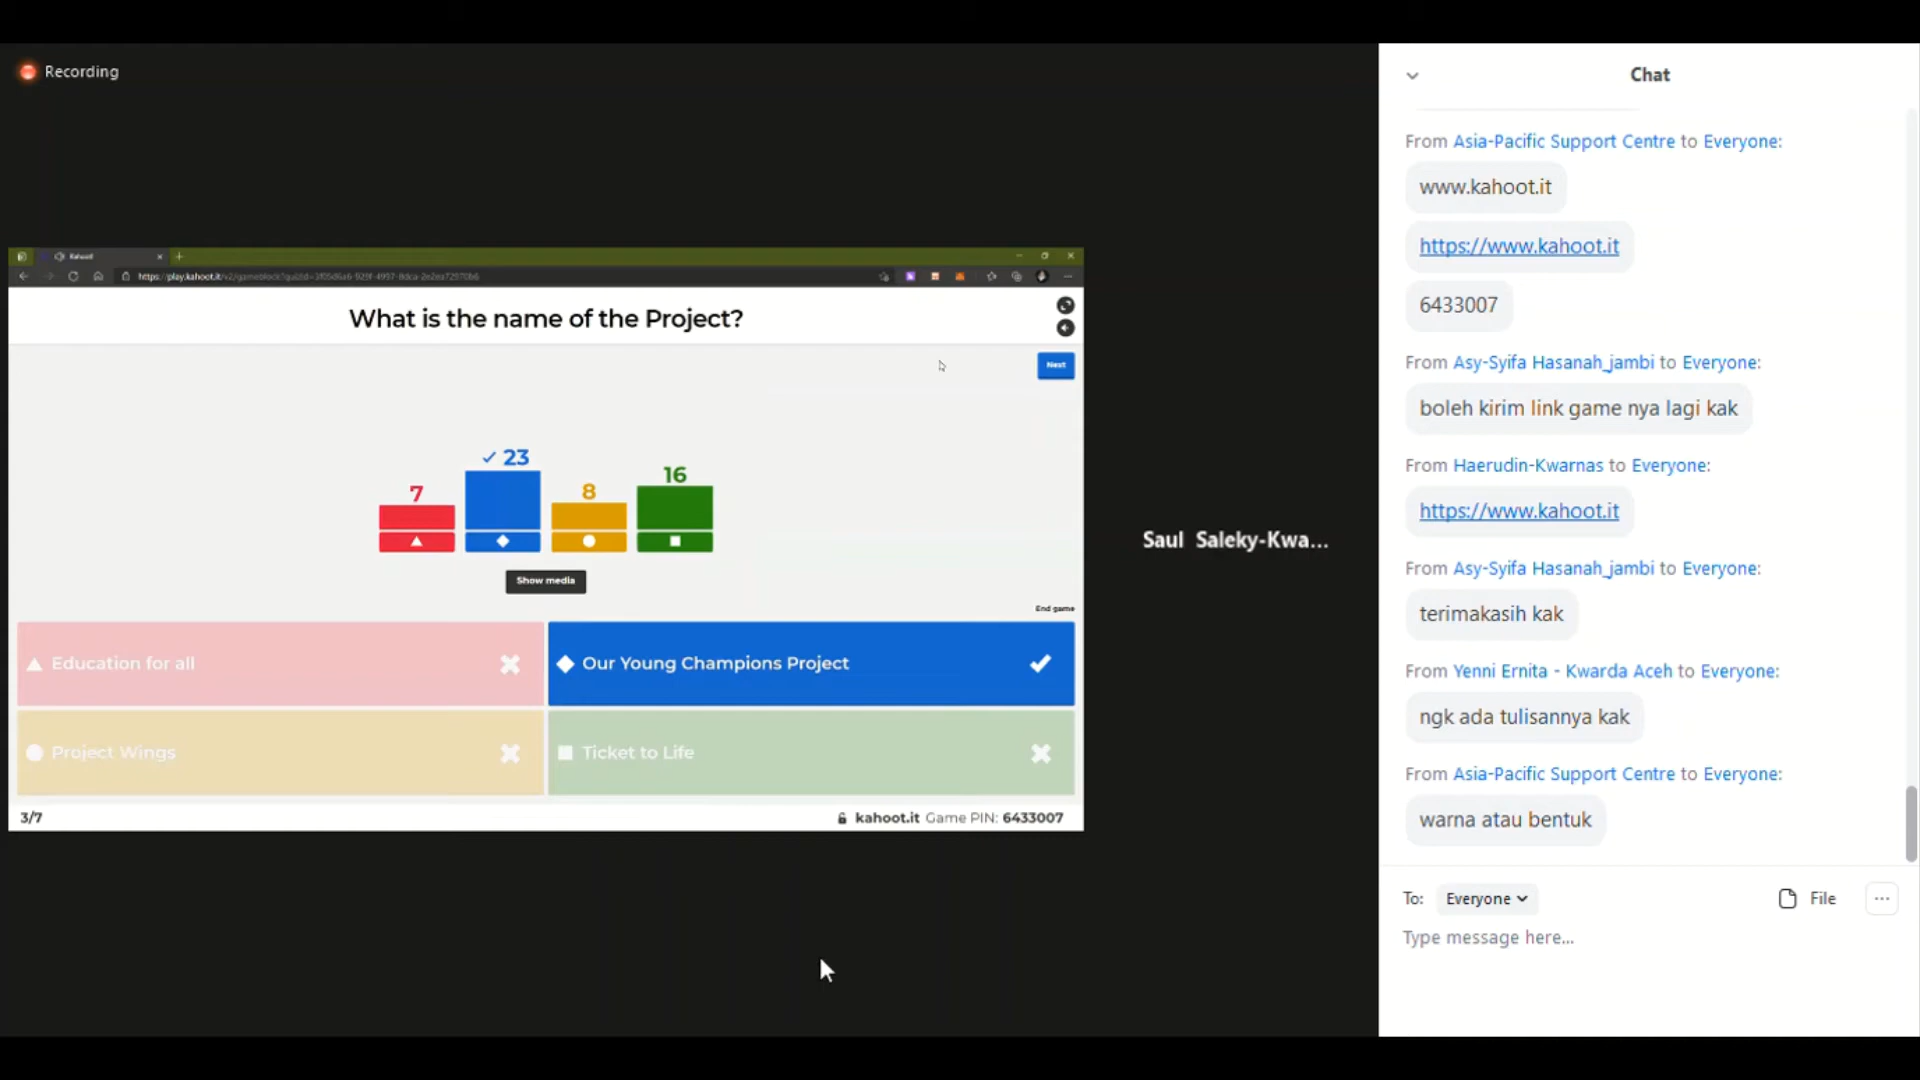 Recording
Kahoot
What is the name of the Project?
Next
7
23
8
16
Show media
End game
Education for all
Our Young Champions Project
Project Wings
Ticket to Life
3/7
kahoot.it Game PIN: 6433007
Saul Saleky-Kwa...
Chat
From Asia-Pacific Support Centre to Everyone:
www.kahoot.it
https://www.kahoot.it
6433007
From Asy-Syifa Hasanah_jambi to Everyone:
boleh kirim link game nya lagi kak
From Haerudin-Kwarnas to Everyone:
https://www.kahoot.it
From Asy-Syifa Hasanah_jambi to Everyone:
terimakasih kak
From Yenni Ernita - Kwarda Aceh to Everyone:
ngk ada tulisannya kak
From Asia-Pacific Support Centre to Everyone:
warna atau bentuk
To: Everyone
File
Type message here...